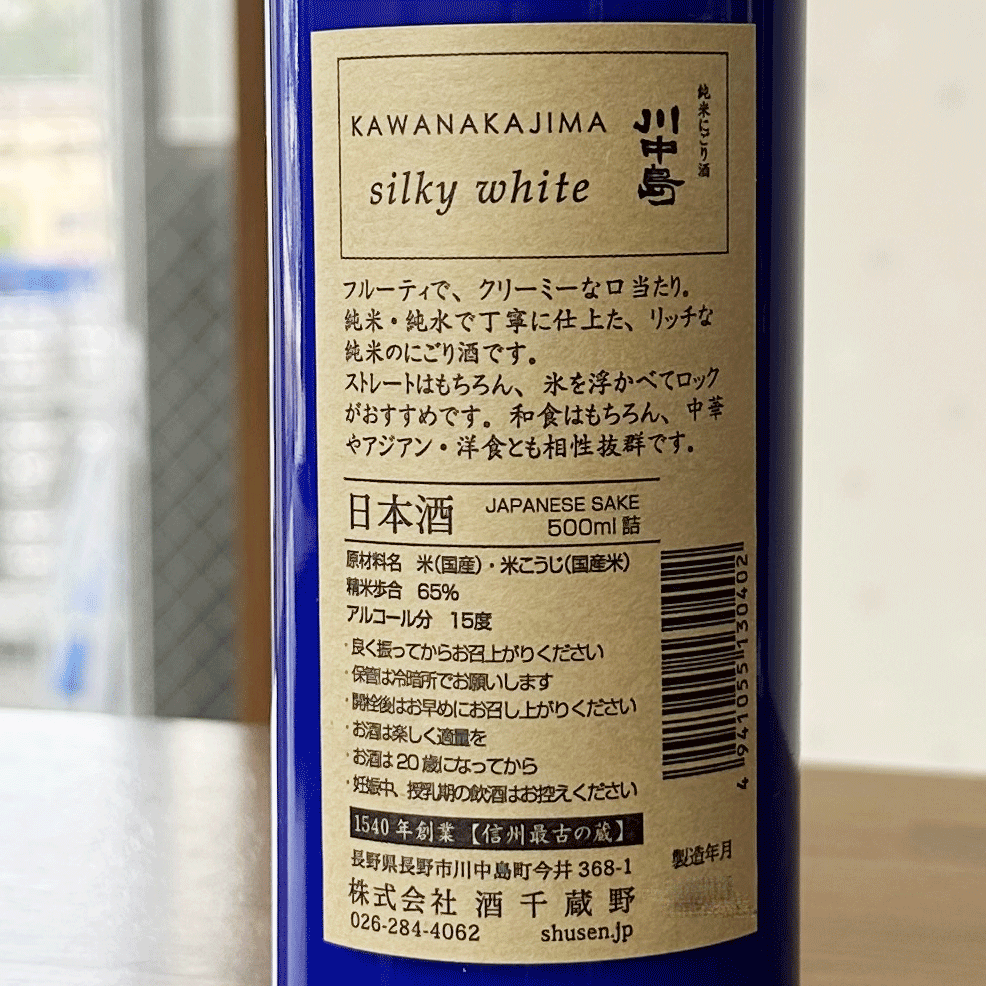 KAWANAKAJIMA
silky white
純米にごり酒
川中島
フルーティで、クリーミーな口当たり。
純米・純水で丁寧に仕上た、リッチな
純米のにごり酒です。
ストレートはもちろん、氷を浮かべてロック
がおすすめです。和食はもちろん、中華
やアジアン・洋食とも相性抜群です。
日本酒 JAPANESE SAKE
500ml詰
原材料名 米(国産)・米こうじ(国産米)
精米歩合 65%
アルコール分 15度
・良く振ってからお召上がりください
・保管は冷暗所でお願いします
・開栓後はお早めにお召し上がりください
・お酒は楽しく適量を
・お酒は20歳になってから
・妊娠中、授乳期の飲酒はお控えください
4941055130402
1540年創業【信州最古の蔵】
長野県長野市川中島町今井368-1
株式会社 酒千蔵野
026-284-4062 shusen.jp
製造年月